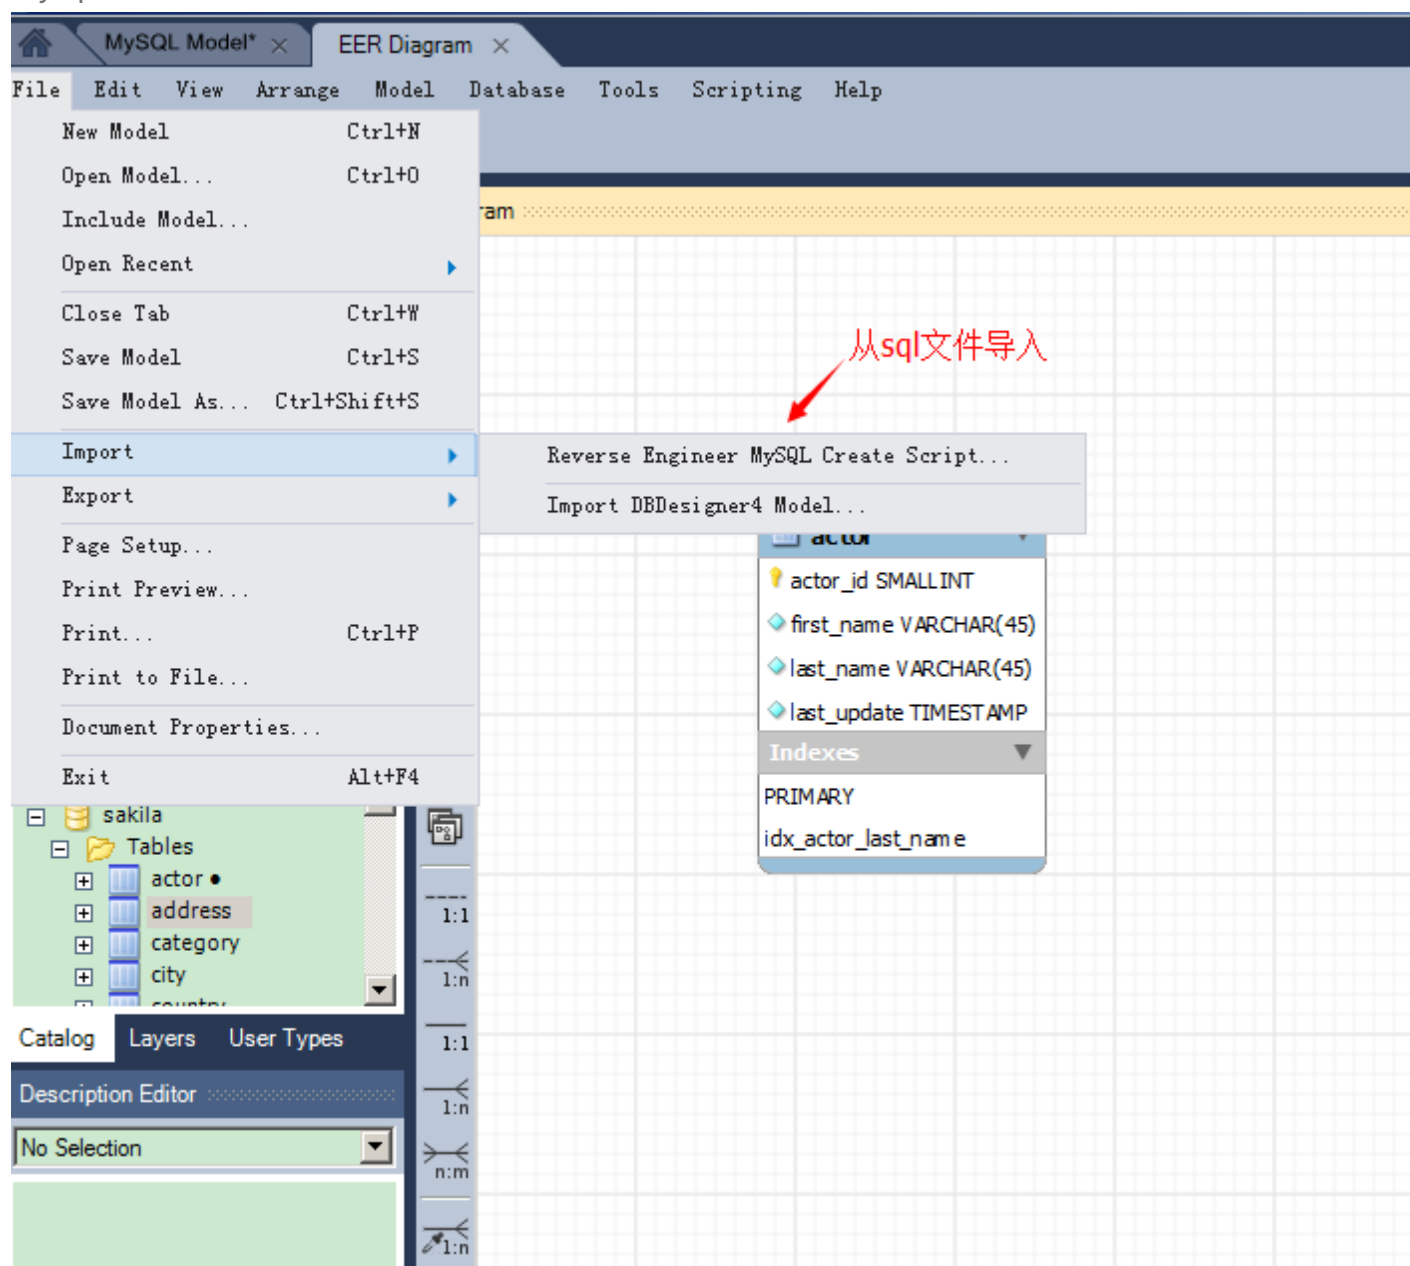 MySQL Model*
EER Diagram
File Edit View Arrange Model Database Tools Scripting Help
New Model Ctrl+N
Open Model... Ctrl+O
Include Model...
Open Recent
Close Tab Ctrl+W
Save Model Ctrl+S
Save Model As... Ctrl+Shift+S
Import
Export
Page Setup...
Print Preview...
Print... Ctrl+P
Print to File...
Document Properties...
Exit Alt+F4
ram
从sql文件导入
Reverse Engineer MySQL Create Script...
Import DBDesigner4 Model...
actor
actor_id SMALLINT
first_name VARCHAR(45)
last_name VARCHAR(45)
last_update TIMESTAMP
Indexes
PRIMARY
idx_actor_last_name
sakila
Tables
actor
address
category
city
country
Catalog Layers User Types
Description Editor
No Selection
1:1
1:n
1:1
1:n
n:m
1:n